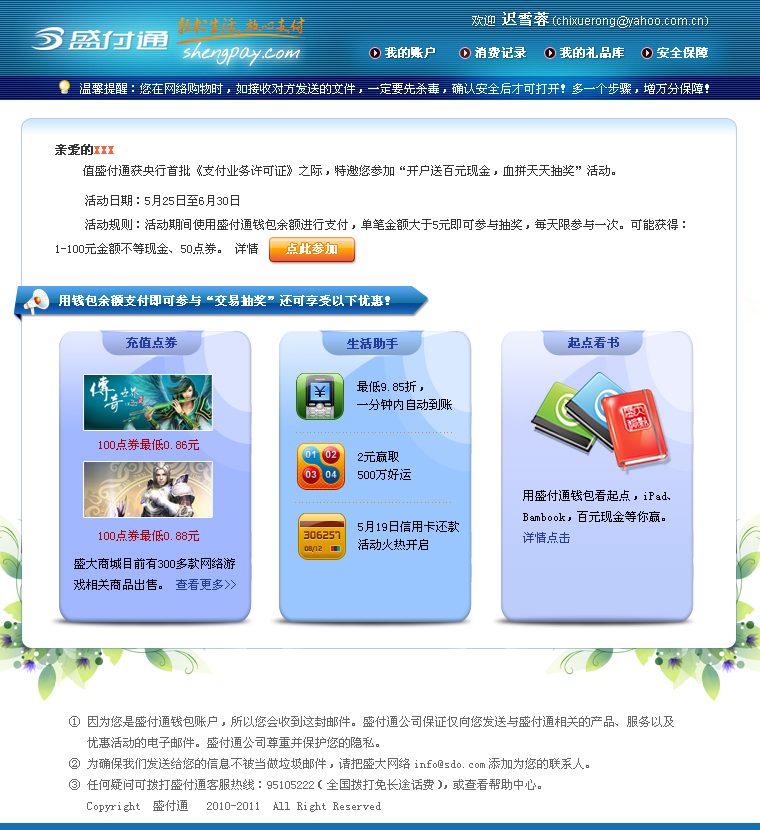 盛付通
轻松生活，放心支付
shengpay.com
欢迎 迟雪蓉 (chixuerong@yahoo.com.cn)
我的账户 消费记录 我的礼品库 安全保障
温馨提醒：您在网络购物时，如接收对方发送的文件，一定要先杀毒，确认安全后才可打开！多一个步骤，增万分保障！
亲爱的xxx
值盛付通获央行首批《支付业务许可证》之际，特邀您参加“开户送百元现金，血拼天天抽奖”活动。
活动日期：5月25日至6月30日
活动规则：活动期间使用盛付通钱包余额进行支付，单笔金额大于5元即可参与抽奖，每天限参与一次。可能获得：
1-100元金额不等现金、50点券。 详情 点此参加
用钱包余额支付即可参与“交易抽奖”还可享受以下优惠！
充值点券
传奇世界
100点券最低0.86元
100点券最低0.88元
盛大商城目前有300多款网络游
戏相关商品出售。 查看更多>>
生活助手
最低9.85折，
一分钟内自动到账
01 02
03 04
2元赢取
500万好运
306257
08/12
5月19日信用卡还款
活动火热开启
起点看书
用盛付通钱包看起点，iPad、
Bambook，百元现金等你赢。
详情点击
① 因为您是盛付通钱包账户，所以您会收到这封邮件。盛付通公司保证仅向您发送与盛付通相关的产品、服务以及
优惠活动的电子邮件。盛付通公司尊重并保护您的隐私。
② 为确保我们发送给您的信息不被当做垃圾邮件，请把盛大网络 info@sdo.com 添加为您的联系人。
③ 任何疑问可拨打盛付通客服热线：95105222（全国拨打免长途话费），或查看帮助中心。
Copyright 盛付通 2010-2011 All Right Reserved